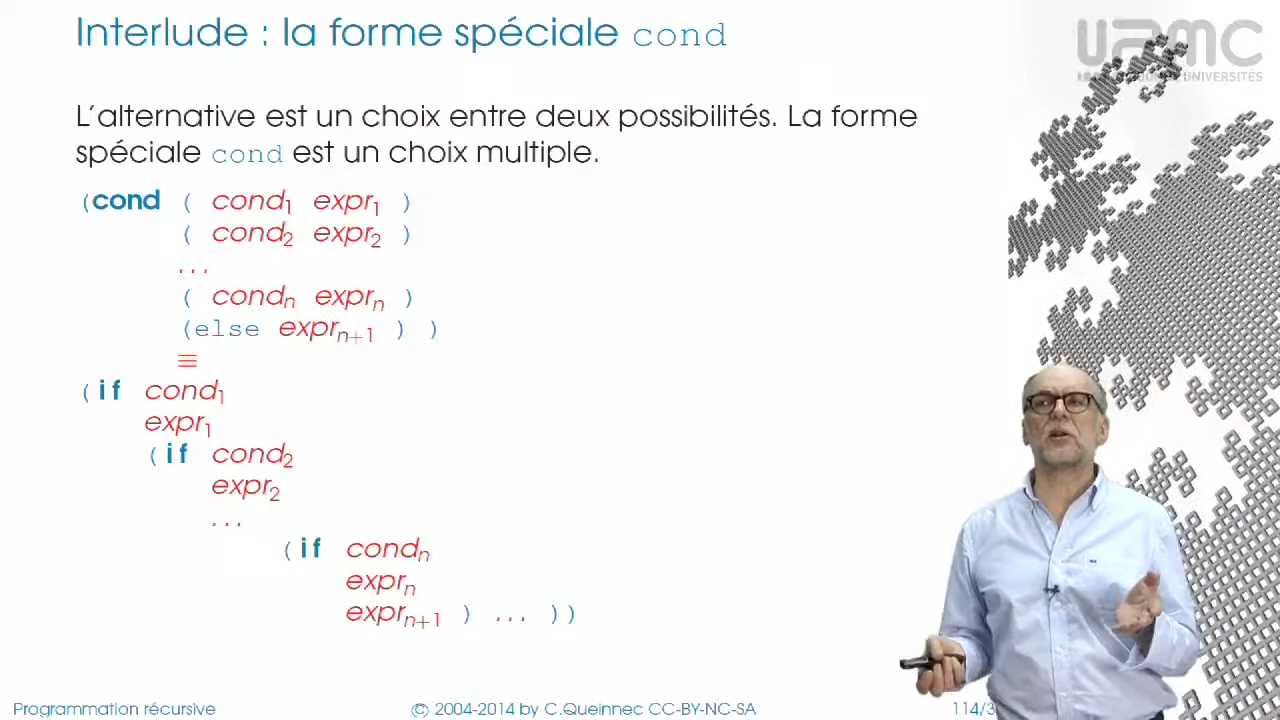 Interlude : la forme spéciale cond
UPMC
L'alternative est un choix entre deux possibilités. La forme
spéciale cond est un choix multiple.
(cond ( cond₁ expr₁ )
( cond₂ expr₂ )
...
( condₙ exprₙ )
(else exprₙ₊₁ ) )
≡
(if cond₁
expr₁
(if cond₂
expr₂
...
(if condₙ
exprₙ
exprₙ₊₁ ) ... ))
Programmation récursive
© 2004-2014 by C.Queinnec CC-BY-NC-SA
114/3